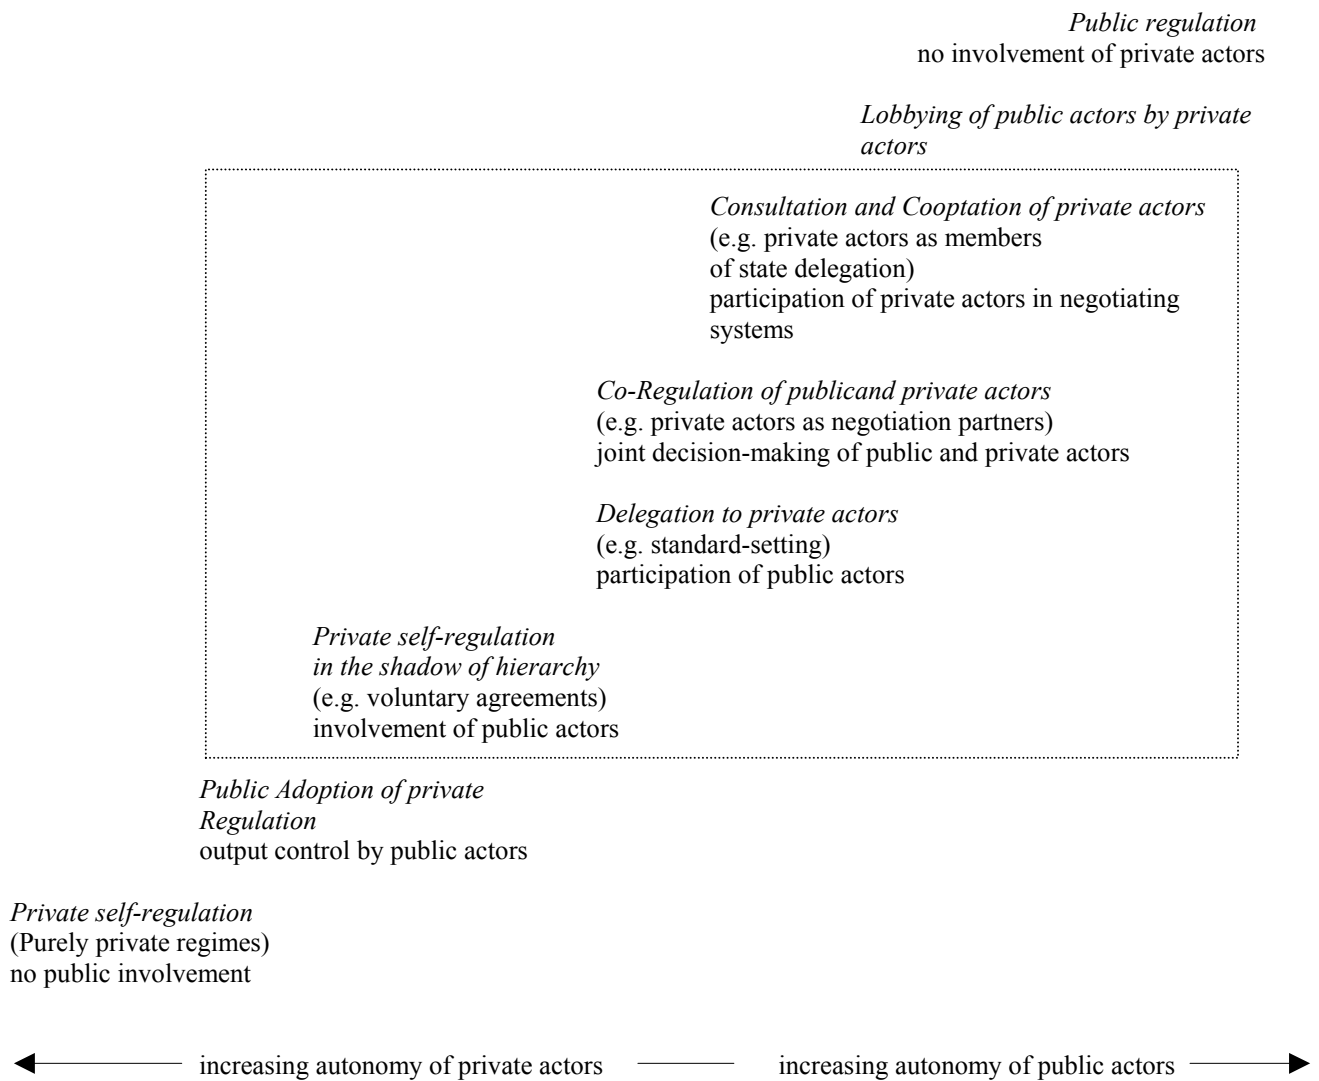 Public regulation
no involvement of private actors
Lobbying of public actors by private
actors
Consultation and Cooptation of private actors
(e.g. private actors as members
of state delegation)
participation of private actors in negotiating
systems
Co-Regulation of publicand private actors
(e.g. private actors as negotiation partners)
joint decision-making of public and private actors
Delegation to private actors
(e.g. standard-setting)
participation of public actors
Private self-regulation
in the shadow of hierarchy
(e.g. voluntary agreements)
involvement of public actors
Public Adoption of private
Regulation
output control by public actors
Private self-regulation
(Purely private regimes)
no public involvement
increasing autonomy of private actors increasing autonomy of public actors